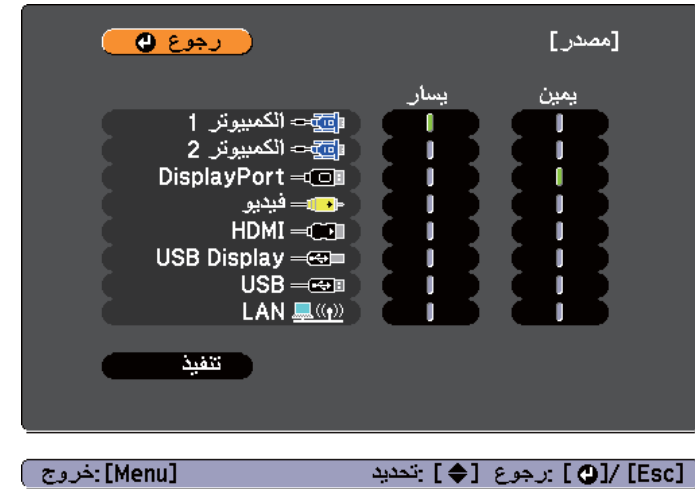 [مصدر] رجوع
يمين يسار
الكمبيوتر 1
الكمبيوتر 2
DisplayPort
فيديو
HDMI
USB Display
USB
LAN
تنفيذ
[Esc] /[ ] :رجوع [ ] :تحديد [Menu] :خروج